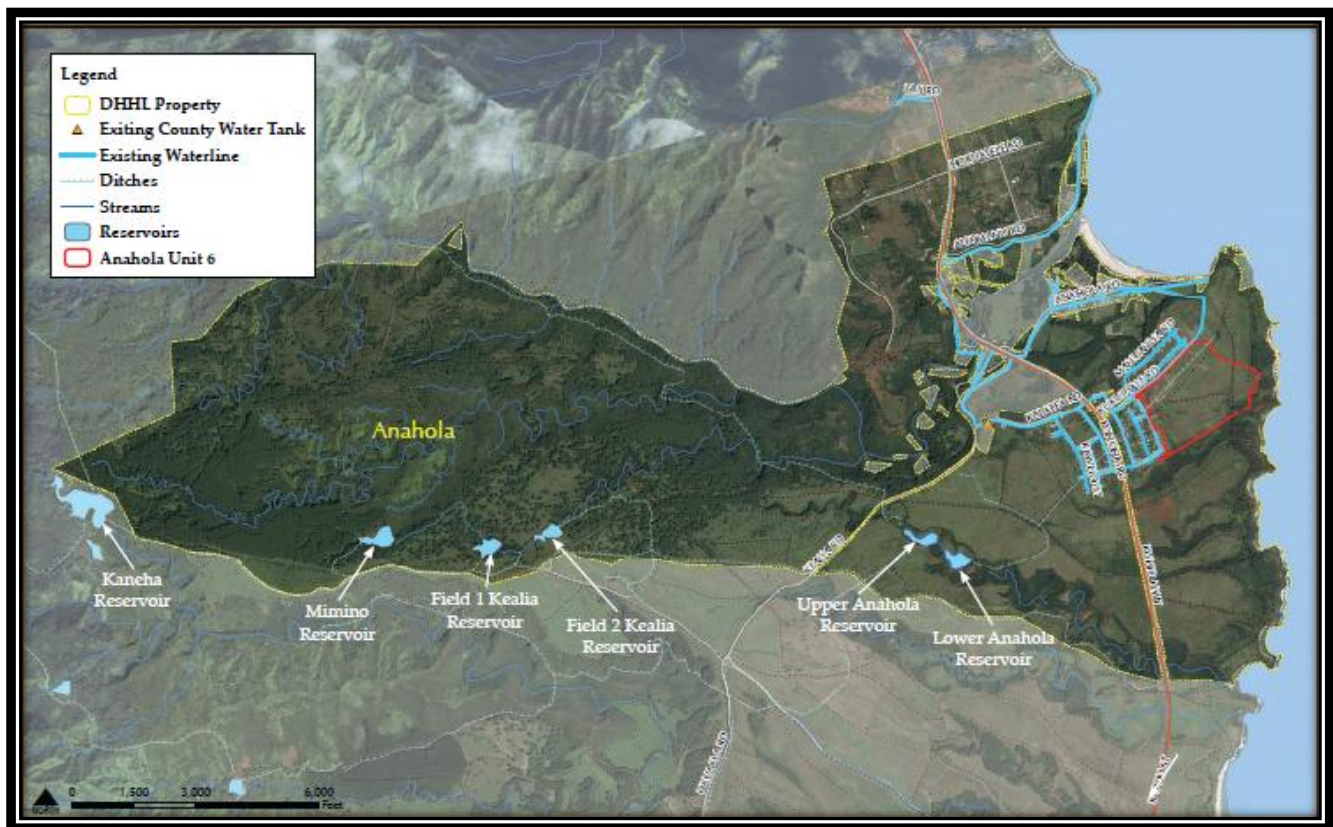 Legend
DHHL Property
Exiting County Water Tank
Existing Waterline
Ditches
Streams
Reservoirs
Anahola Unit 6
Anahola
ANAHOLA RD
Kaneha
Reservoir
Mimino
Reservoir
Field 1 Kealia
Reservoir
Field 2 Kealia
Reservoir
Upper Anahola
Reservoir
Lower Anahola
Reservoir
0 1,500 3,000 6,000
Feet